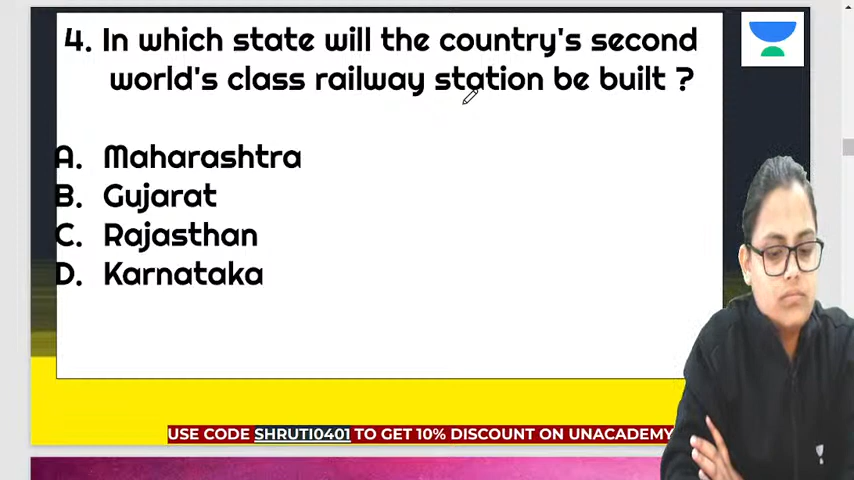 4. In which state will the country's second
world's class railway station be built ?
A. Maharashtra
B. Gujarat
C. Rajasthan
D. Karnataka
USE CODE SHRUTI0401 TO GET 10% DISCOUNT ON UNACADEMY